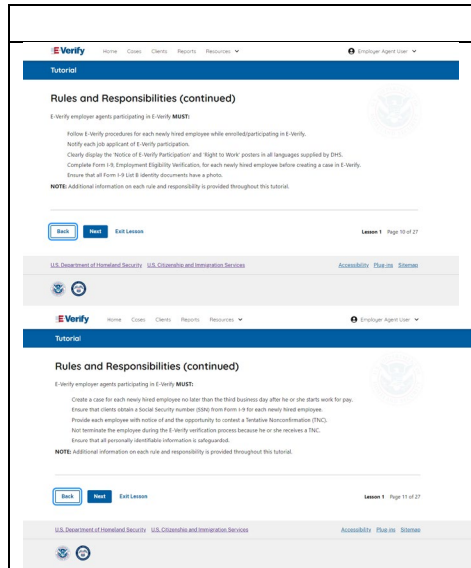 E-Verify Home Cases Clients Reports Resources Employer Agent User
Tutorial
Rules and Responsibilities (continued)
E-Verify employer agents participating in E-Verify MUST:
Follow E-Verify procedures for each newly hired employee while enrolled/participating in E-Verify.
Notify each job applicant of E-Verify participation.
Clearly display the 'Notice of E-Verify Participation' and 'Right to Work' posters in all languages supplied by DHS.
Complete Form I-9, Employment Eligibility Verification, for each newly hired employee before creating a case in E-Verify.
Ensure that all Form I-9 List B identity documents have a photo.
NOTE: Additional information on each rule and responsibility is provided throughout this tutorial.
Back Next Exit Lesson Lesson 1 Page 10 of 27
U.S. Department of Homeland Security U.S. Citizenship and Immigration Services Accessibility Plug-ins Sitemap
E-Verify Home Cases Clients Reports Resources Employer Agent User
Tutorial
Rules and Responsibilities (continued)
E-Verify employer agents participating in E-Verify MUST:
Create a case for each newly hired employee no later than the third business day after he or she starts work for pay.
Ensure that clients obtain a Social Security number (SSN) from Form I-9 for each newly hired employee.
Provide each employee with notice of and the opportunity to contest a Tentative Nonconfirmation (TNC).
Not terminate the employee during the E-Verify verification process because he or she receives a TNC.
Ensure that all personally identifiable information is safeguarded.
NOTE: Additional information on each rule and responsibility is provided throughout this tutorial.
Back Next Exit Lesson Lesson 1 Page 11 of 27
U.S. Department of Homeland Security U.S. Citizenship and Immigration Services Accessibility Plug-ins Sitemap